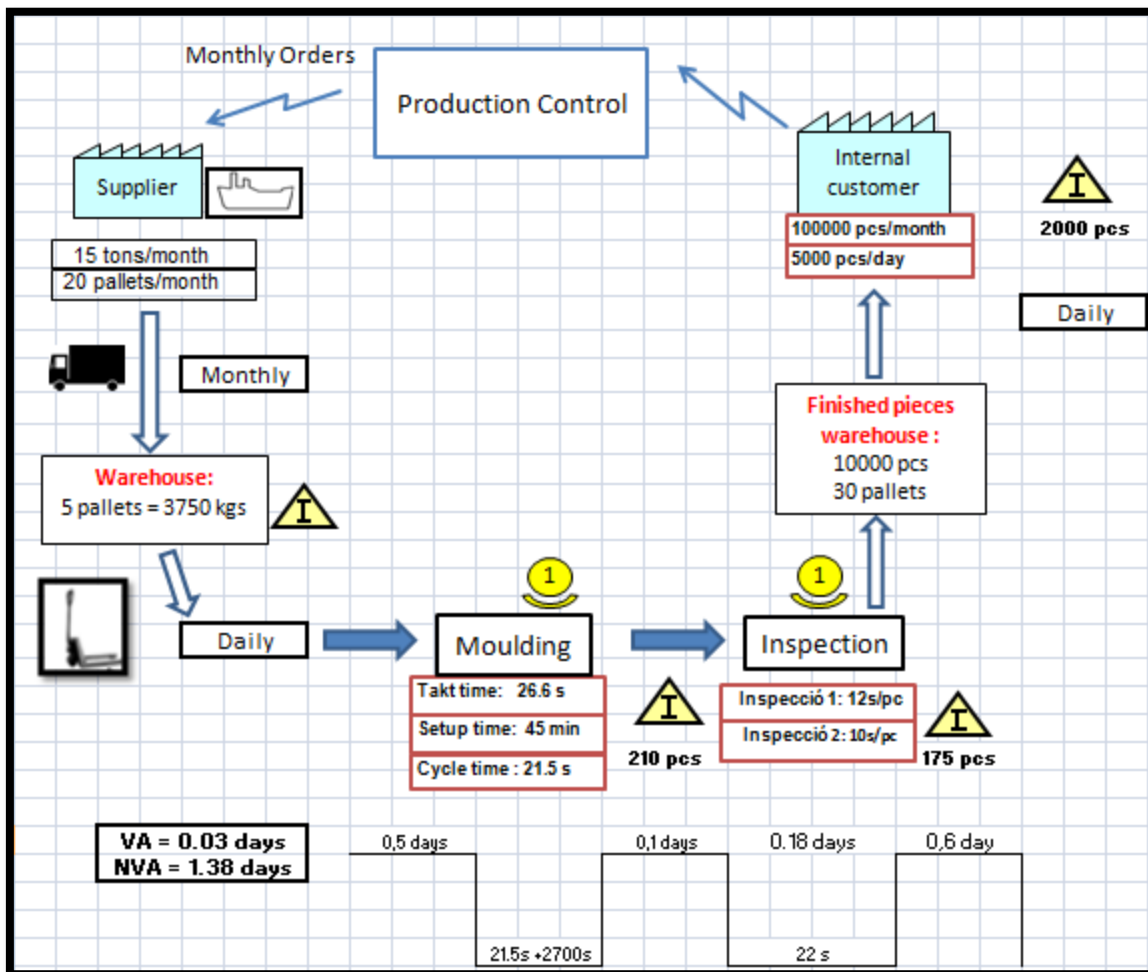 Monthly Orders
Production Control
Supplier
Internal
customer
I
2000 pcs
15 tons/month
20 pallets/month
100000 pcs/month
5000 pcs/day
Daily
Monthly
Finished pieces
warehouse :
10000 pcs
30 pallets
Warehouse:
5 pallets = 3750 kgs
I
Daily
1
Moulding
Takt time: 26.6 s
Setup time: 45 min
Cycle time : 21.5 s
I
210 pcs
1
Inspection
Inspecció 1: 12s/pc
Inspecció 2: 10s/pc
I
175 pcs
VA = 0.03 days
NVA = 1.38 days
0,5 days
0,1 days
0.18 days
0,6 day
21.5s +2700s
22 s